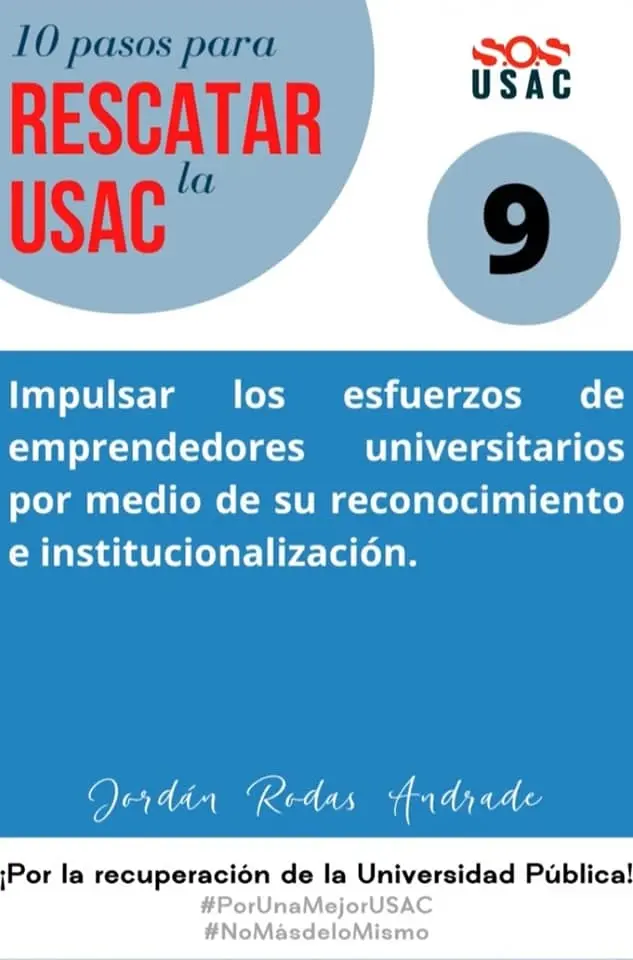 10 pasos para
RESCATAR
la
USAC
S.O.S
USAC
9
Impulsar los esfuerzos de
emprendedores universitarios
por medio de su reconocimiento
e institucionalización.
Jordán Rodas Andrade
¡Por la recuperación de la Universidad Pública!
#PorUnaMejorUSAC
#NoMásdeloMismo